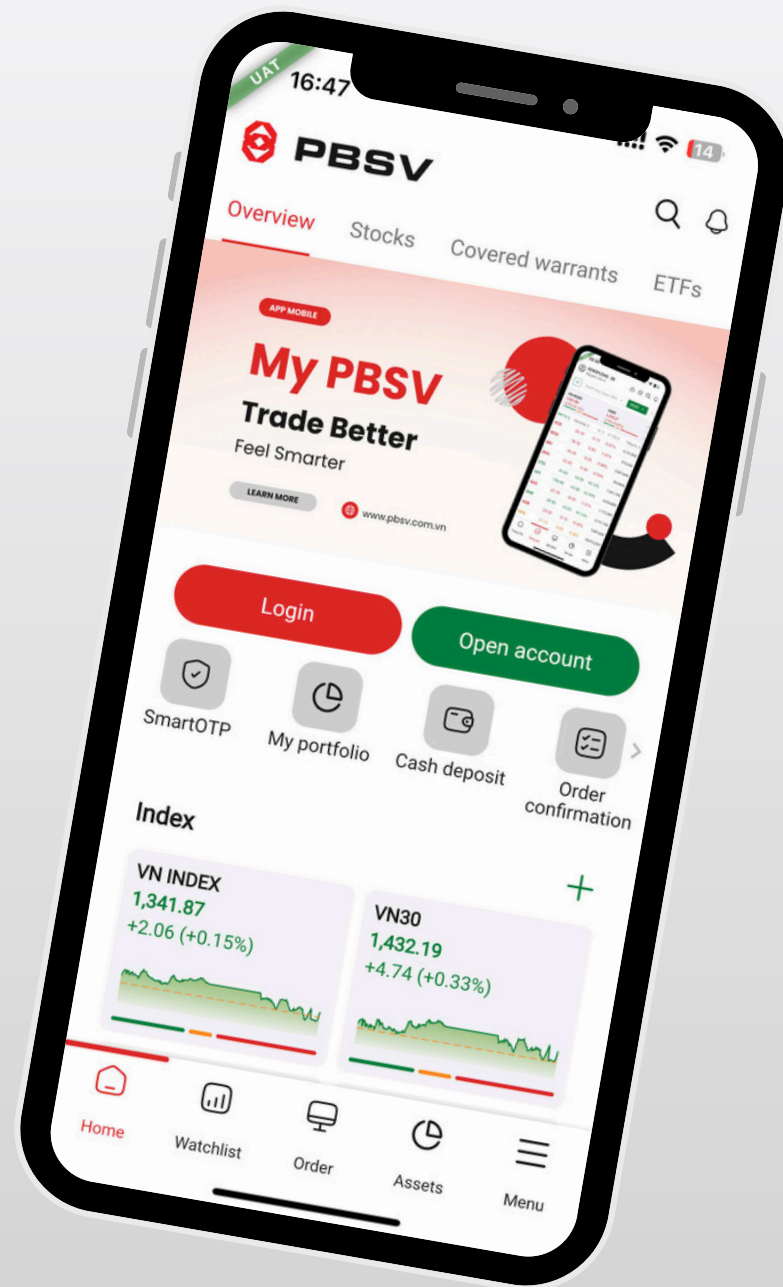 UAT
16:47
14
PBSV
Overview Stocks Covered warrants ETFs
APP MOBILE
My PBSV
Trade Better
Feel Smarter
LEARN MORE
www.pbsv.com.vn
Login
Open account
SmartOTP
My portfolio
Cash deposit
Order
confirmation
Index
VN INDEX
1,341.87
+2.06 (+0.15%)
VN30
1,432.19
+4.74 (+0.33%)
Home
Watchlist
Order
Assets
Menu